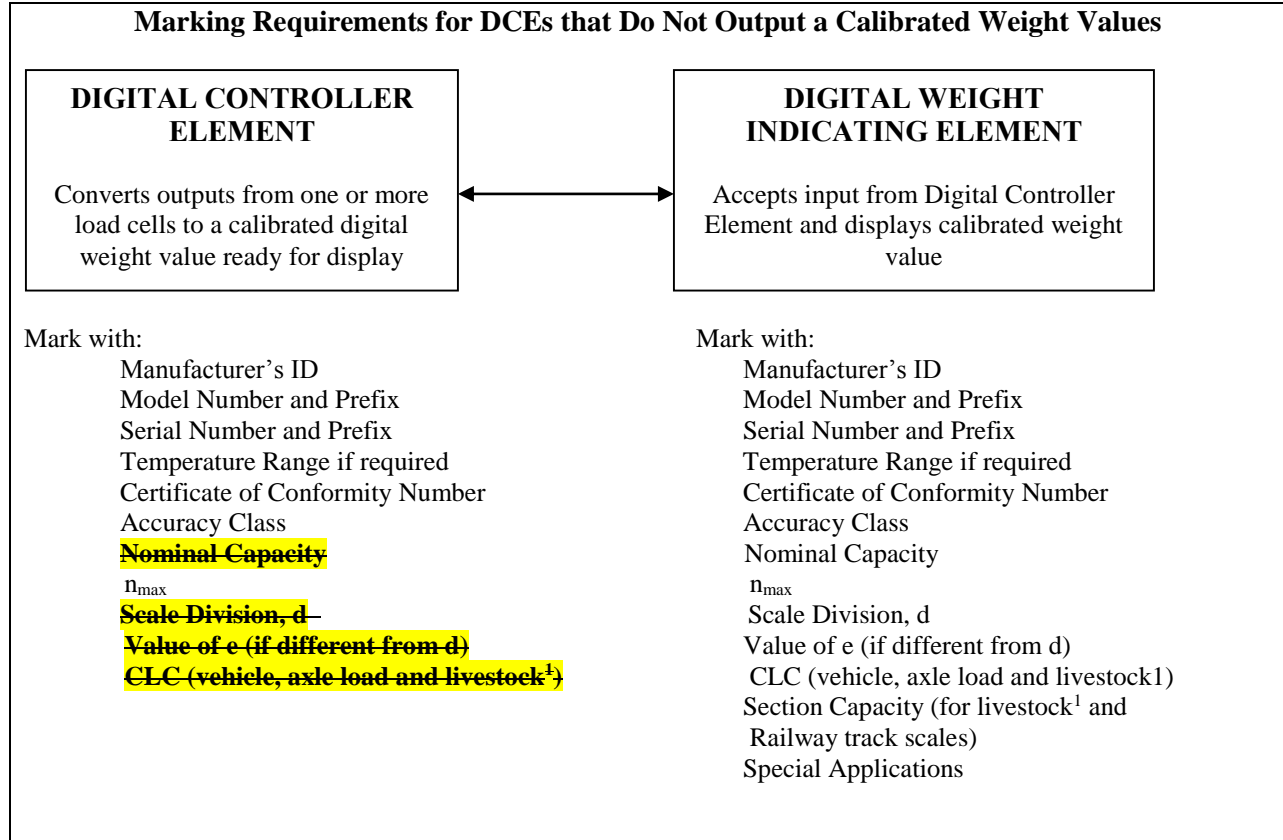 Marking Requirements for DCEs that Do Not Output a Calibrated Weight Values
DIGITAL CONTROLLER
ELEMENT
Converts outputs from one or more
load cells to a calibrated digital
weight value ready for display
DIGITAL WEIGHT
INDICATING ELEMENT
Accepts input from Digital Controller
Element and displays calibrated weight
value
Mark with:
Manufacturer’s ID
Model Number and Prefix
Serial Number and Prefix
Temperature Range if required
Certificate of Conformity Number
Accuracy Class
Nominal Capacity
nmax
Scale Division, d
Value of e (if different from d)
CLC (vehicle, axle load and livestock¹)
Mark with:
Manufacturer’s ID
Model Number and Prefix
Serial Number and Prefix
Temperature Range if required
Certificate of Conformity Number
Accuracy Class
Nominal Capacity
nmax
Scale Division, d
Value of e (if different from d)
CLC (vehicle, axle load and livestock1)
Section Capacity (for livestock¹ and
Railway track scales)
Special Applications